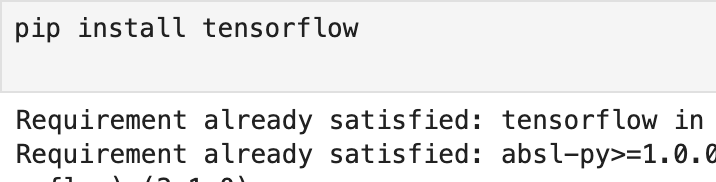 pip install tensorflow
Requirement already satisfied: tensorflow in
Requirement already satisfied: absl-py>=1.0.0